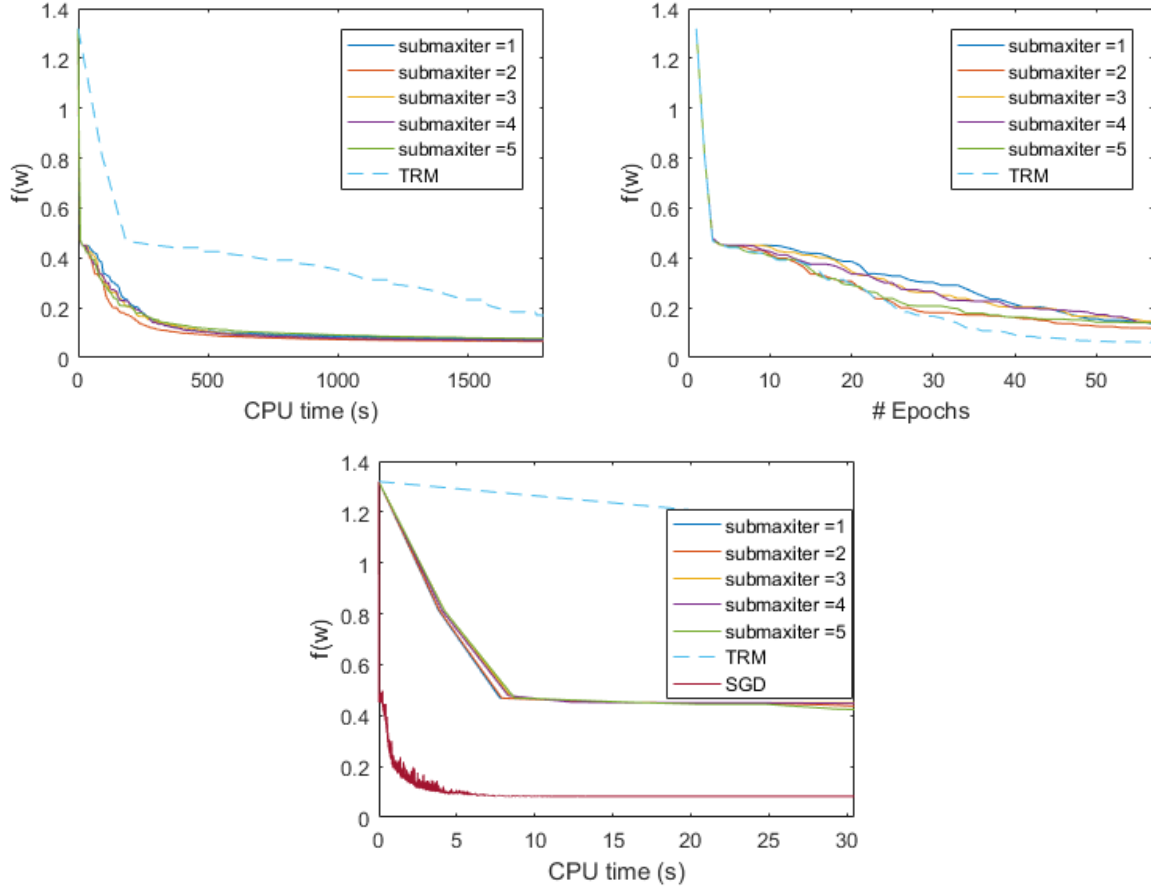 1.4
1.2
1
0.8
0.6
0.4
0.2
0
f(w)
0
500
1000
1500
CPU time (s)
submaxiter =1
submaxiter =2
submaxiter =3
submaxiter =4
submaxiter =5
TRM
1.4
1.2
1
0.8
0.6
0.4
0.2
0
f(w)
0
10
20
30
40
50
# Epochs
submaxiter =1
submaxiter =2
submaxiter =3
submaxiter =4
submaxiter =5
TRM
1.4
1.2
1
0.8
0.6
0.4
0.2
0
f(w)
0
5
10
15
20
25
30
CPU time (s)
submaxiter =1
submaxiter =2
submaxiter =3
submaxiter =4
submaxiter =5
TRM
SGD